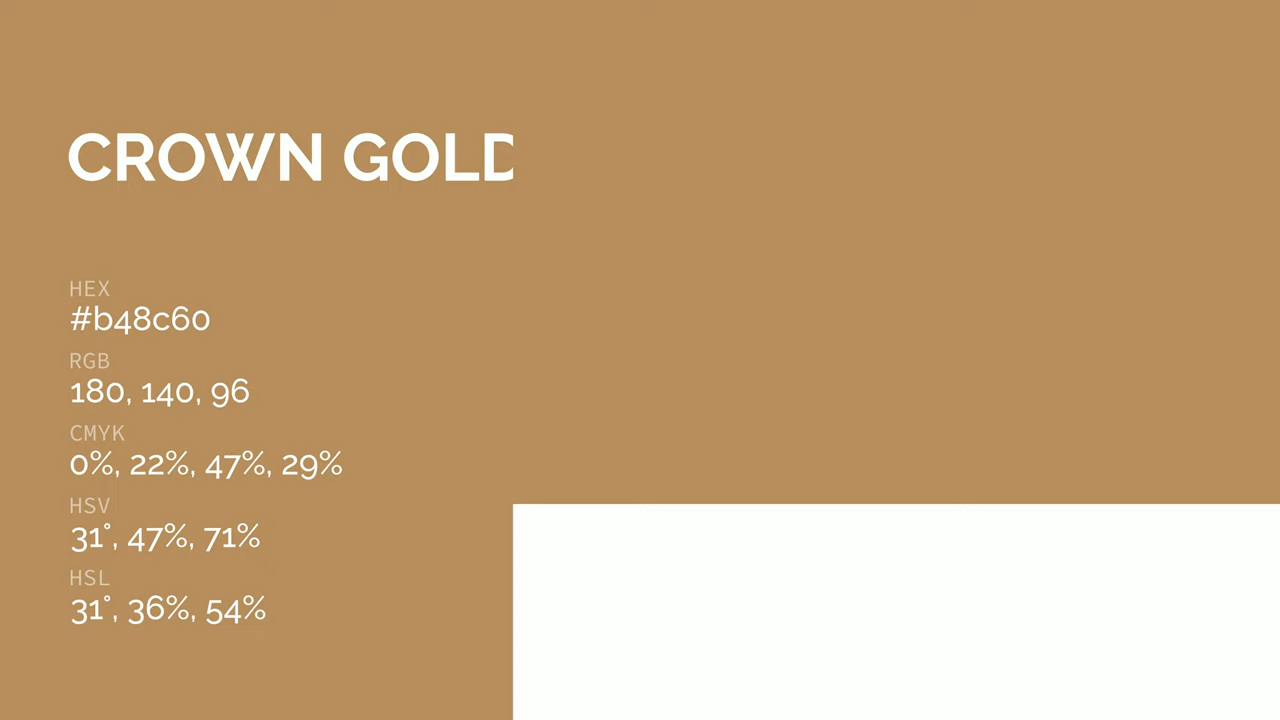 CROWN GOLD
HEX
#b48c60
RGB
180, 140, 96
CMYK
0%, 22%, 47%, 29%
HSV
31°, 47%, 71%
HSL
31°, 36%, 54%